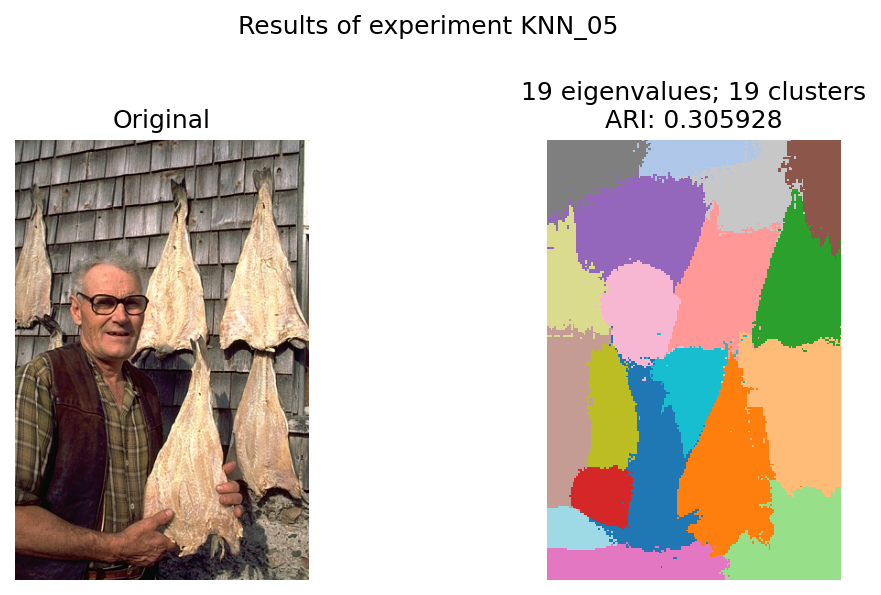 Results of experiment KNN_05
Original
19 eigenvalues; 19 clusters
ARI: 0.305928